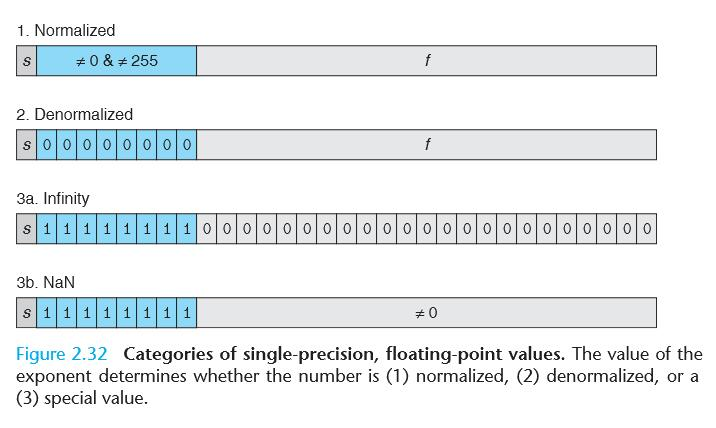 1. Normalized
s ≠ 0 & ≠ 255 f
2. Denormalized
s 0 0 0 0 0 0 0 0 f
3a. Infinity
s 1 1 1 1 1 1 1 1 0 0 0 0 0 0 0 0 0 0 0 0 0 0 0 0 0 0 0 0 0 0 0
3b. NaN
s 1 1 1 1 1 1 1 1 ≠ 0
Figure 2.32 Categories of single-precision, floating-point values. The value of the
exponent determines whether the number is (1) normalized, (2) denormalized, or a
(3) special value.